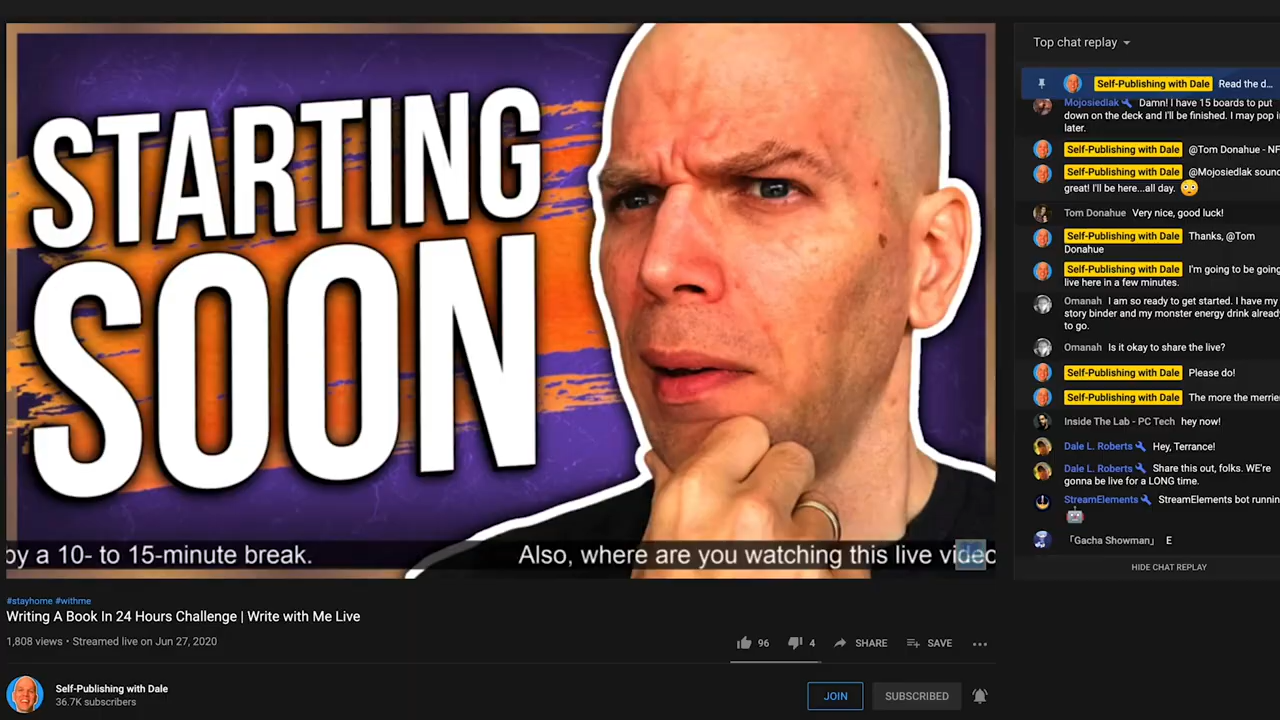 STARTING
SOON
by a 10- to 15-minute break. Also, where are you watching this live video
#stayhome #withme
Writing A Book In 24 Hours Challenge | Write with Me Live
1,808 views • Streamed live on Jun 27, 2020
96 4 SHARE SAVE
Self-Publishing with Dale
36.7K subscribers
JOIN SUBSCRIBED
Top chat replay
Self-Publishing with Dale Read the d...
Mojosiedlak Damn! I have 15 boards to put
down on the deck and I'll be finished. I may pop in
later.
Self-Publishing with Dale @Tom Donahue - NF
Self-Publishing with Dale @Mojosiedlak sound
great! I'll be here...all day. 😳
Tom Donahue Very nice, good luck!
Self-Publishing with Dale Thanks, @Tom
Donahue
Self-Publishing with Dale I'm going to be going
live here in a few minutes.
Omanah I am so ready to get started. I have my
story binder and my monster energy drink already
to go.
Omanah Is it okay to share the live?
Self-Publishing with Dale Please do!
Self-Publishing with Dale The more the merrie
Inside The Lab - PC Tech hey now!
Dale L. Roberts Hey, Terrance!
Dale L. Roberts Share this out, folks. WE're
gonna be live for a LONG time.
StreamElements StreamElements bot running
🤖
「Gacha Showman」 E
HIDE CHAT REPLAY